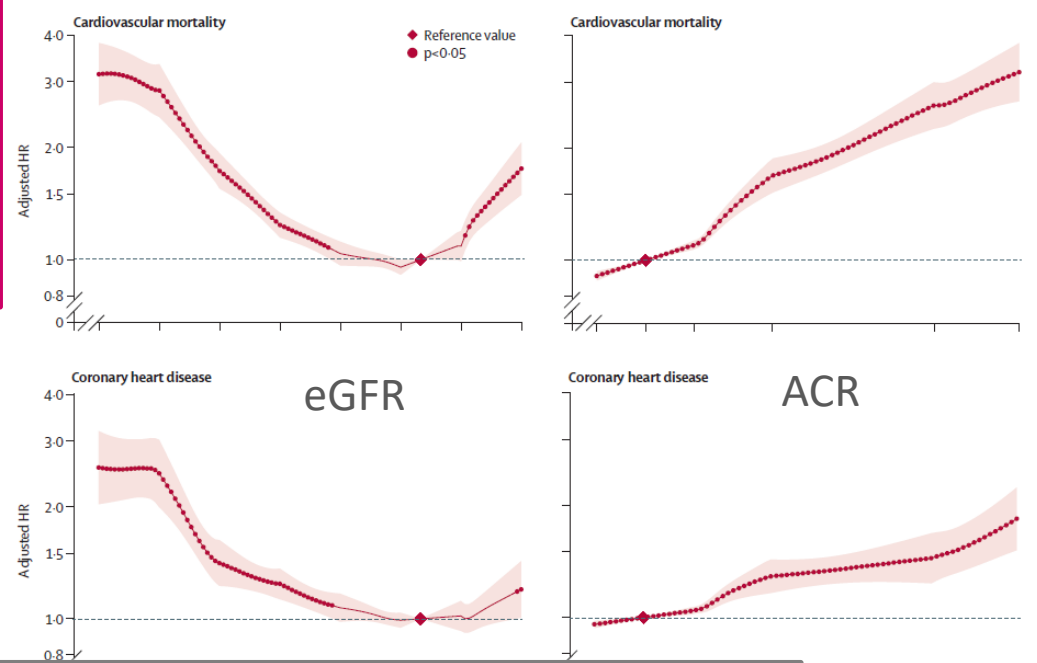 Cardiovascular mortality
4·0
3·0
2·0
1·5
1·0
0·8
0
Adjusted HR
Reference value
p<0·05
Cardiovascular mortality
Coronary heart disease
4·0
3·0
2·0
1·5
1·0
0·8
Adjusted HR
eGFR
Coronary heart disease
ACR